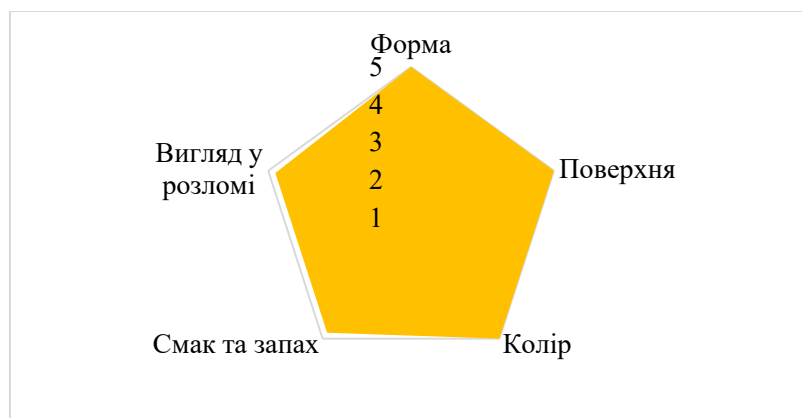 Форма
5
4
3
2
1
Вигляд у
розломі
Поверхня
Смак та запах
Колір